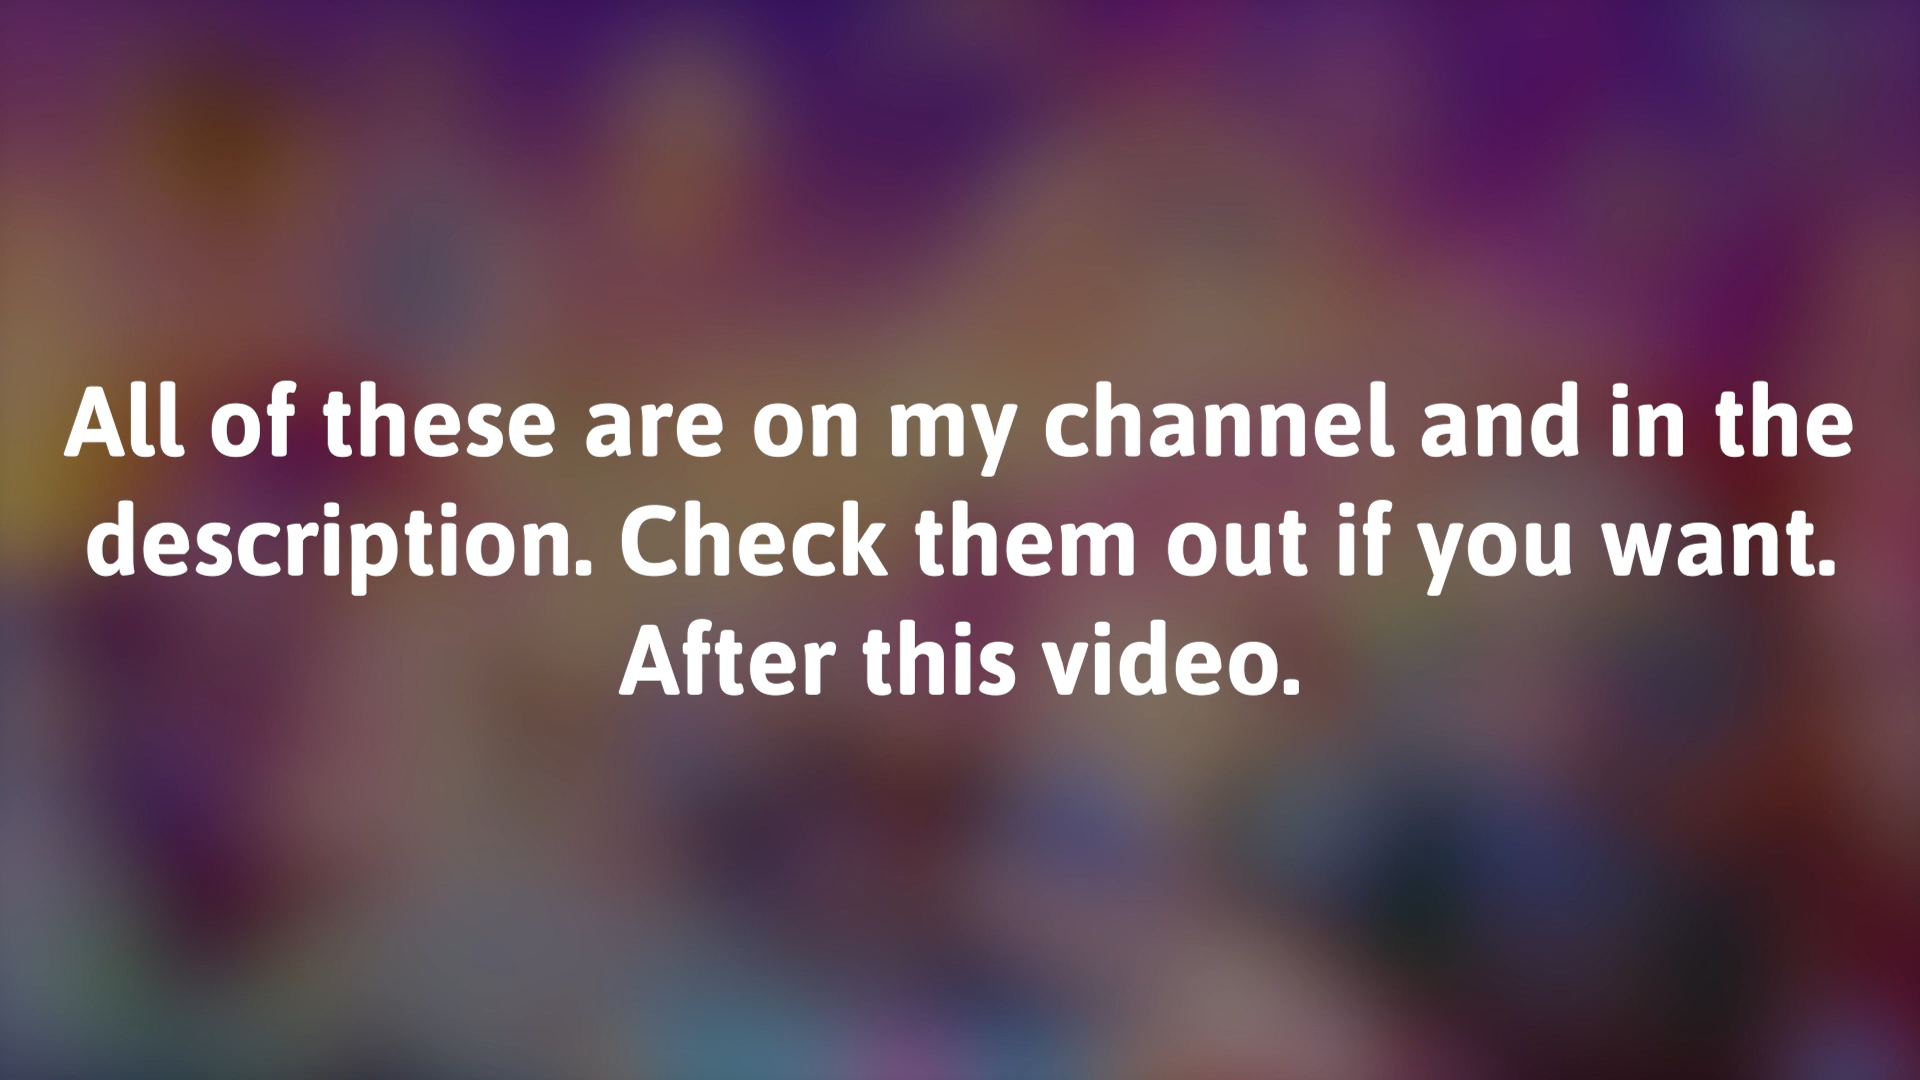 All of these are on my channel and in the
description. Check them out if you want.
After this video.